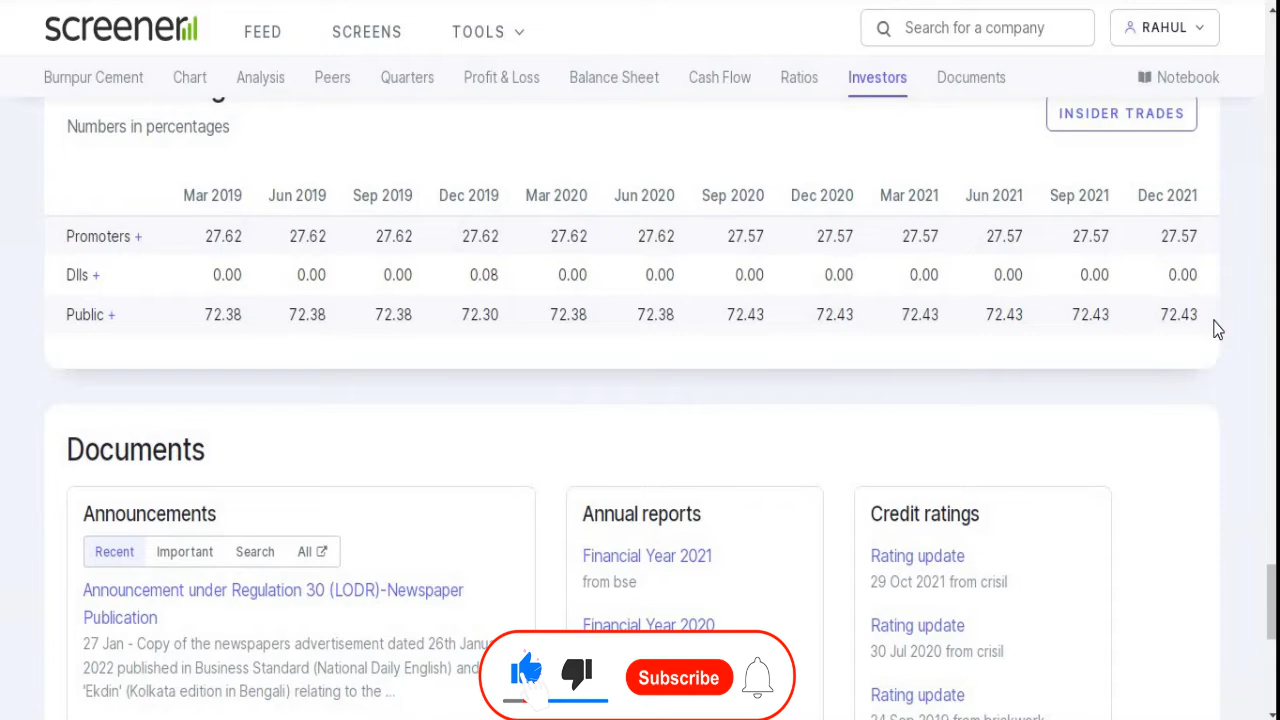 screener FEED SCREENS TOOLS Search for a company RAHUL
Burnpur Cement Chart Analysis Peers Quarters Profit & Loss Balance Sheet Cash Flow Ratios Investors Documents Notebook
Numbers in percentages INSIDER TRADES
Mar 2019 Jun 2019 Sep 2019 Dec 2019 Mar 2020 Jun 2020 Sep 2020 Dec 2020 Mar 2021 Jun 2021 Sep 2021 Dec 2021
Promoters + 27.62 27.62 27.62 27.62 27.62 27.62 27.57 27.57 27.57 27.57 27.57 27.57
DIIs + 0.00 0.00 0.00 0.08 0.00 0.00 0.00 0.00 0.00 0.00 0.00 0.00
Public + 72.38 72.38 72.38 72.30 72.38 72.38 72.43 72.43 72.43 72.43 72.43 72.43
Documents
Announcements
Recent Important Search All
Announcement under Regulation 30 (LODR)-Newspaper
Publication
27 Jan - Copy of the newspapers advertisement dated 26th
2022 published in Business Standard (National Daily English) and
'Ekdin' (Kolkata edition in Bengali) relating to the ...
Annual reports
Financial Year 2021
from bse
Financial Year 2020
Credit ratings
Rating update
29 Oct 2021 from crisil
Rating update
30 Jul 2020 from crisil
Rating update
24 Sep 2019 from brickwork
Subscribe